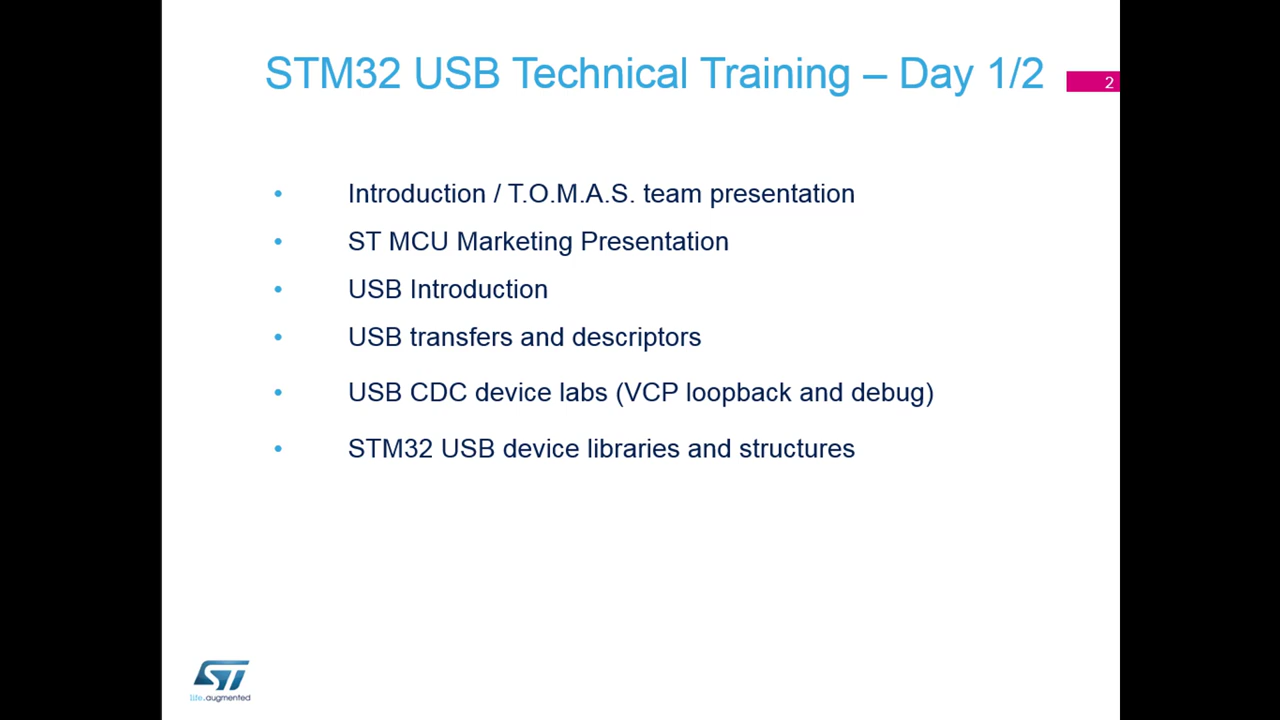 STM32 USB Technical Training – Day 1/2
2
• Introduction / T.O.M.A.S. team presentation
• ST MCU Marketing Presentation
• USB Introduction
• USB transfers and descriptors
• USB CDC device labs (VCP loopback and debug)
• STM32 USB device libraries and structures
ST
life.augmented